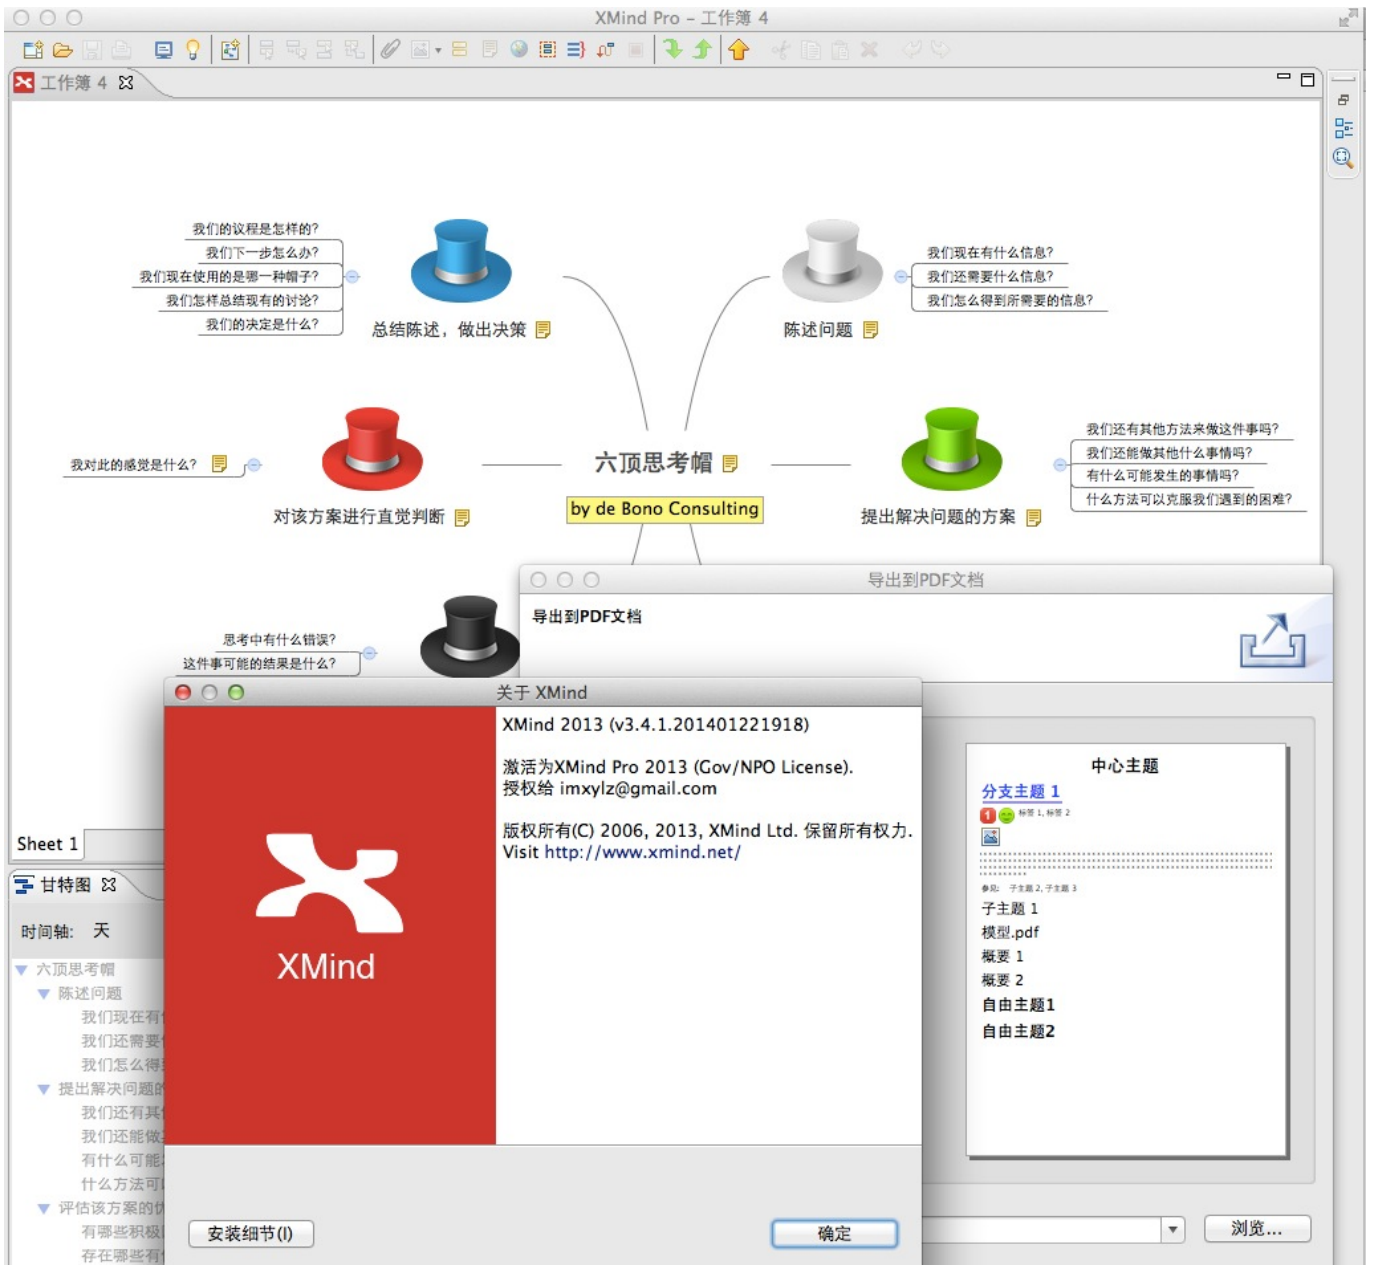 XMind Pro – 工作簿 4
工作簿 4
我们的议程是怎样的?
我们下一步怎么办?
我们现在使用的是哪一种帽子?
我们怎样总结现有的讨论?
我们的决定是什么?
总结陈述，做出决策
我们现在有什么信息?
我们还需要什么信息?
我们怎么得到所需要的信息?
陈述问题
我对此的感觉是什么?
对该方案进行直觉判断
六顶思考帽
by de Bono Consulting
我们还有其他方法来做这件事吗?
我们还能做其他什么事情吗?
有什么可能发生的事情吗?
什么方法可以克服我们遇到的困难?
提出解决问题的方案
思考中有什么错误?
这件事可能的结果是什么?
导出到PDF文档
导出到PDF文档
关于 XMind
XMind
XMind 2013 (v3.4.1.201401221918)
激活为XMind Pro 2013 (Gov/NPO License).
授权给 imxylz@gmail.com
版权所有(C) 2006, 2013, XMind Ltd. 保留所有权力.
Visit http://www.xmind.net/
安装细节(I)
确定
中心主题
分支主题 1
1
标签 1, 标签 2
参见: 子主题 2, 子主题 3
子主题 1
模型.pdf
概要 1
概要 2
自由主题1
自由主题2
浏览...
Sheet 1
甘特图
时间轴: 天
六顶思考帽
陈述问题
我们现在有
我们还需要
我们怎么得
提出解决问题的
我们还有其
我们还能做
有什么可能
什么方法可
评估该方案的
有哪些积极
存在哪些有